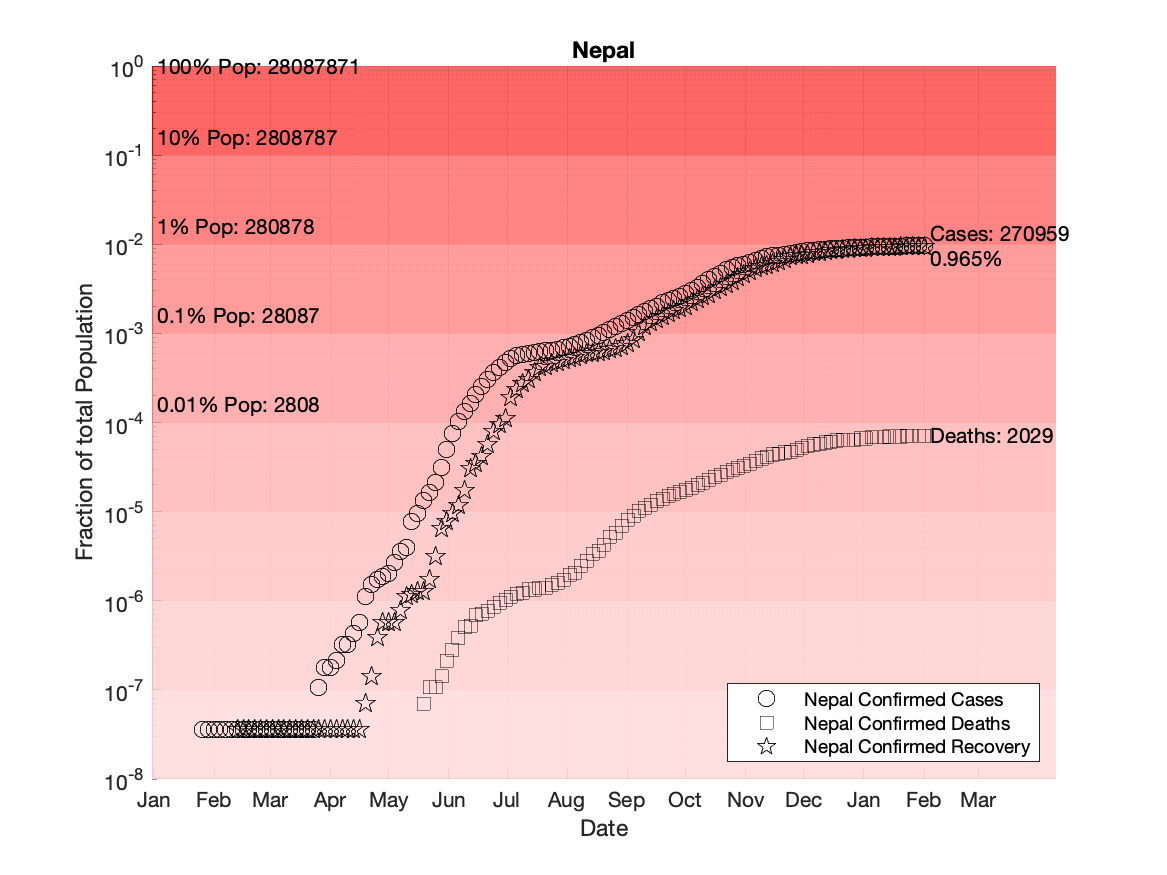 Nepal
10^0
100% Pop: 28087871
10% Pop: 2808787
10^-1
1% Pop: 280878
10^-2
Cases: 270959
0.965%
0.1% Pop: 28087
10^-3
0.01% Pop: 2808
10^-4
Deaths: 2029
10^-5
10^-6
10^-7
10^-8
Fraction of total Population
Nepal Confirmed Cases
Nepal Confirmed Deaths
Nepal Confirmed Recovery
Jan Feb Mar Apr May Jun Jul Aug Sep Oct Nov Dec Jan Feb Mar
Date